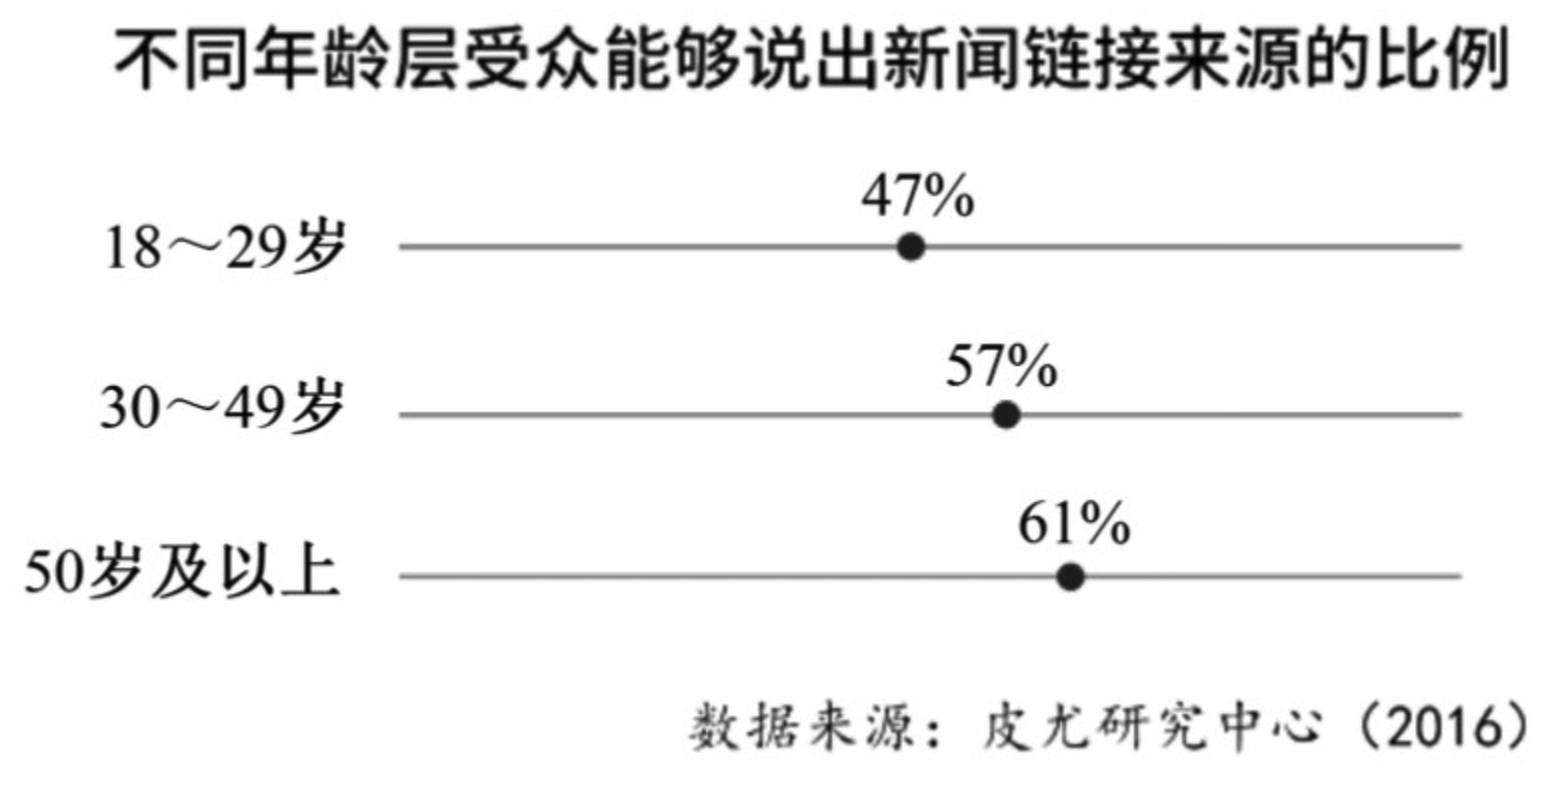 不同年龄层受众能够说出新闻链接来源的比例
47%
18～29岁
57%
30～49岁
61%
50岁及以上
数据来源：皮尤研究中心（2016）